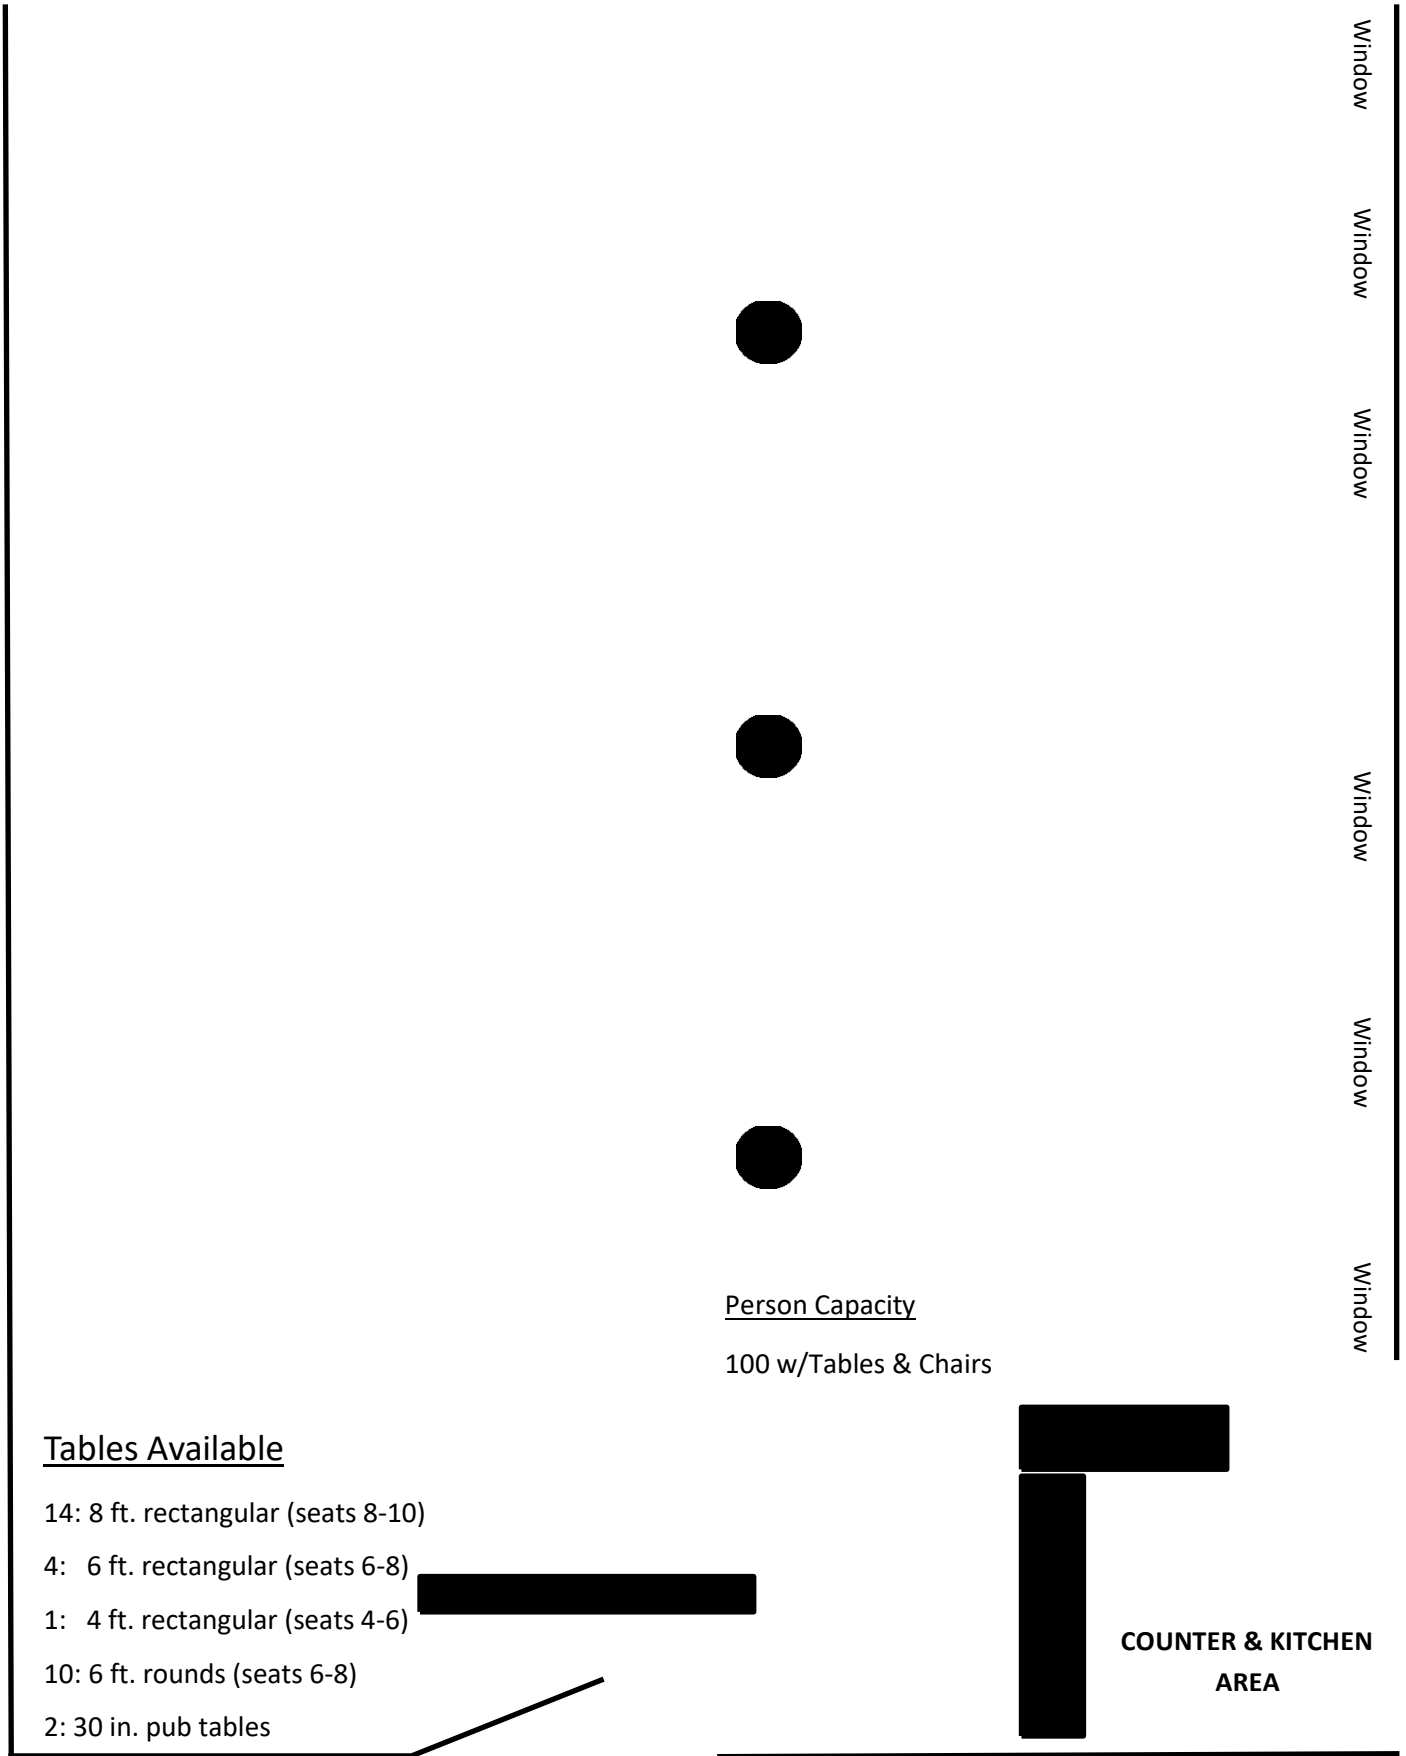 Window
Window
Window
Window
Window
Window
Person Capacity
100 w/Tables & Chairs
Tables Available
14: 8 ft. rectangular (seats 8-10)
4: 6 ft. rectangular (seats 6-8)
1: 4 ft. rectangular (seats 4-6)
10: 6 ft. rounds (seats 6-8)
2: 30 in. pub tables
COUNTER & KITCHEN
AREA